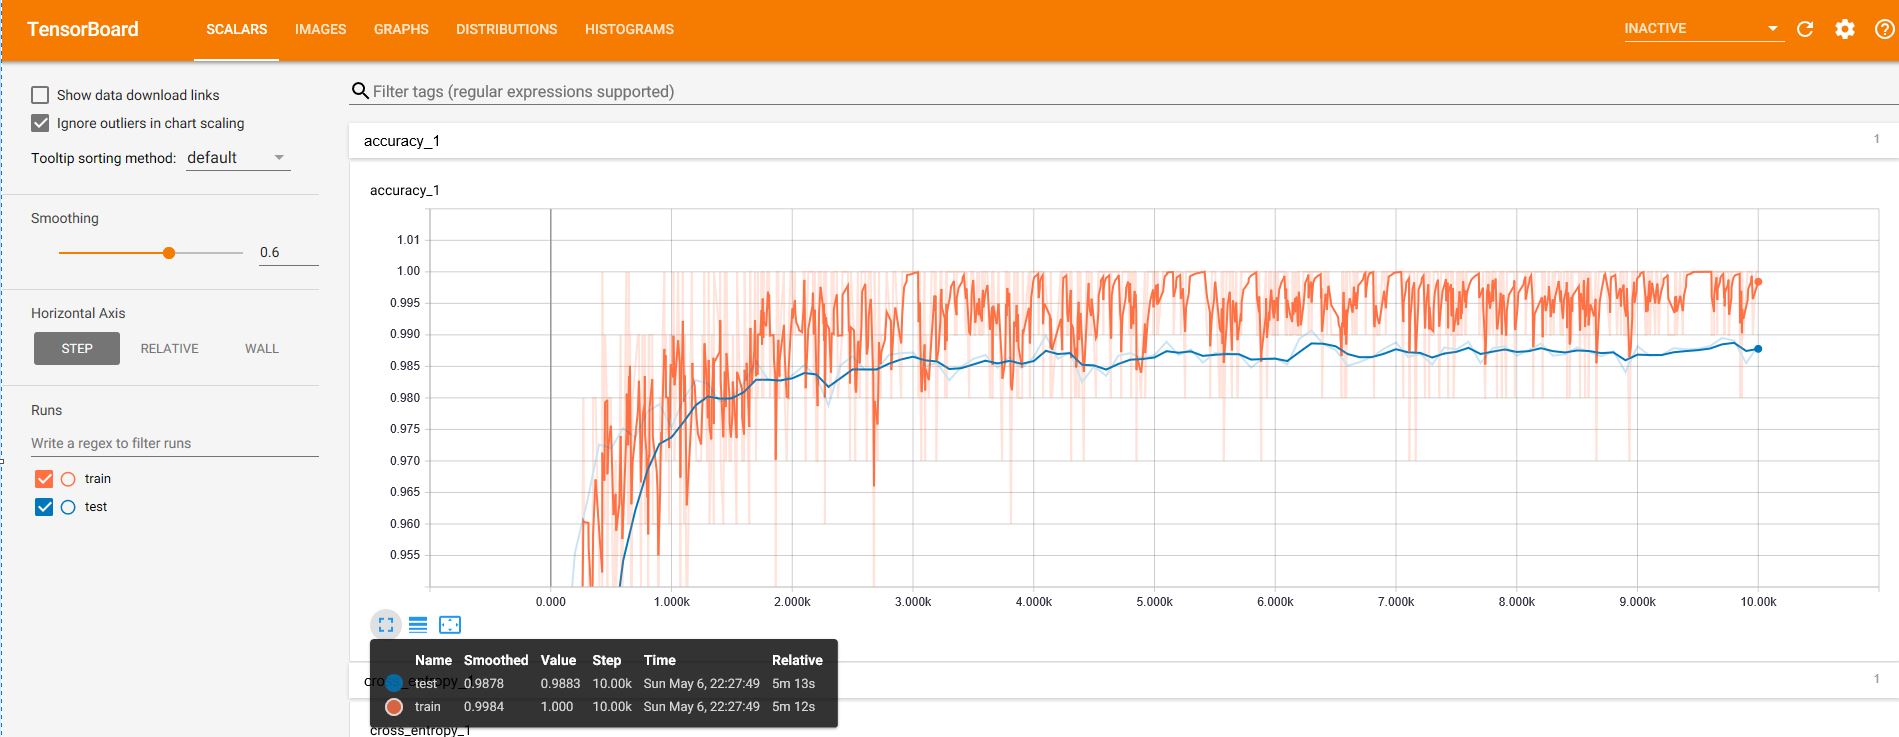 TensorBoard SCALARS IMAGES GRAPHS DISTRIBUTIONS HISTOGRAMS INACTIVE
Show data download links
Ignore outliers in chart scaling
Tooltip sorting method: default
Smoothing
0.6
Horizontal Axis
STEP RELATIVE WALL
Runs
Write a regex to filter runs
train
test
Filter tags (regular expressions supported)
accuracy_1 1
accuracy_1
1.01
1.00
0.995
0.990
0.985
0.980
0.975
0.970
0.965
0.960
0.955
0.000 1.000k 2.000k 3.000k 4.000k 5.000k 6.000k 7.000k 8.000k 9.000k 10.00k
Name Smoothed Value Step Time Relative
test 0.9878 0.9883 10.00k Sun May 6, 22:27:49 5m 13s
train 0.9984 1.000 10.00k Sun May 6, 22:27:49 5m 12s
cross_entropy_1 1
cross_entropy_1